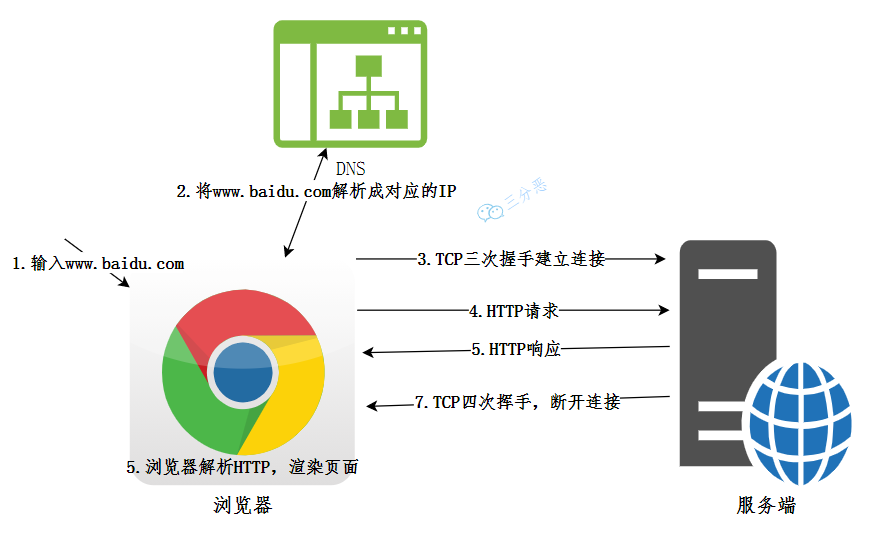 DNS
2.将www.baidu.com解析成对应的IP
三分恶
1.输入www.baidu.com
3.TCP三次握手建立连接
4.HTTP请求
5.HTTP响应
7.TCP四次挥手，断开连接
5.浏览器解析HTTP，渲染页面
浏览器
服务端